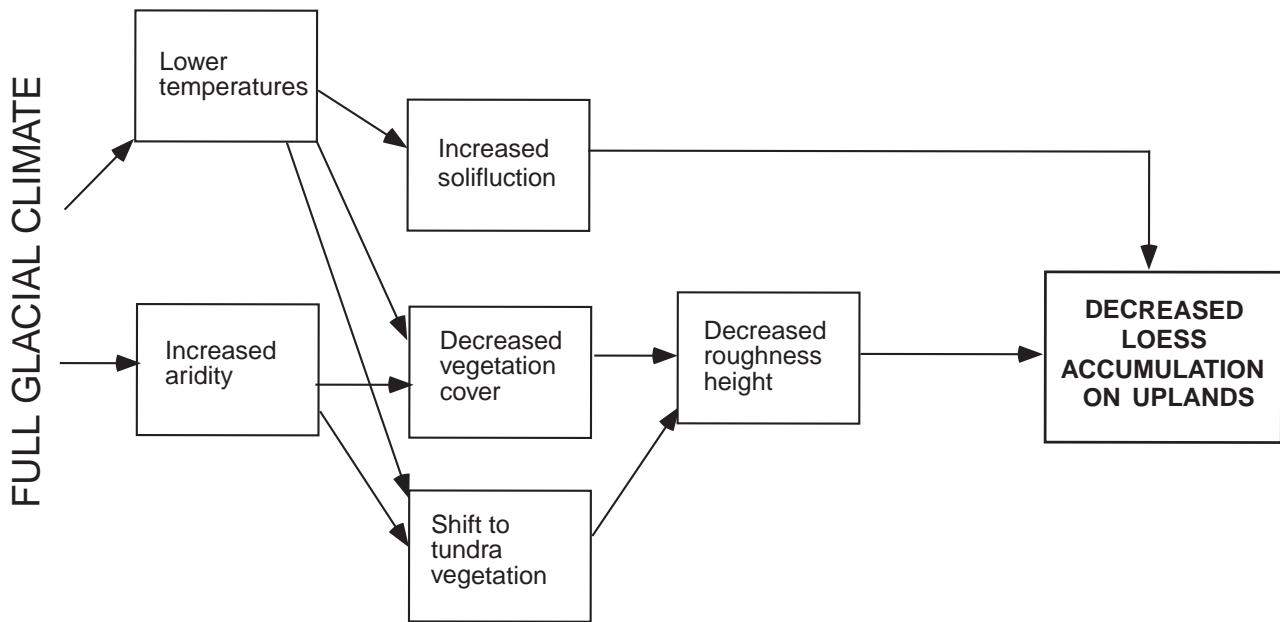 FULL GLACIAL CLIMATE
Lower
temperatures
Increased
solifluction
Increased
aridity
Decreased
vegetation
cover
Decreased
roughness
height
DECREASED
LOESS
ACCUMULATION
ON UPLANDS
Shift to
tundra
vegetation